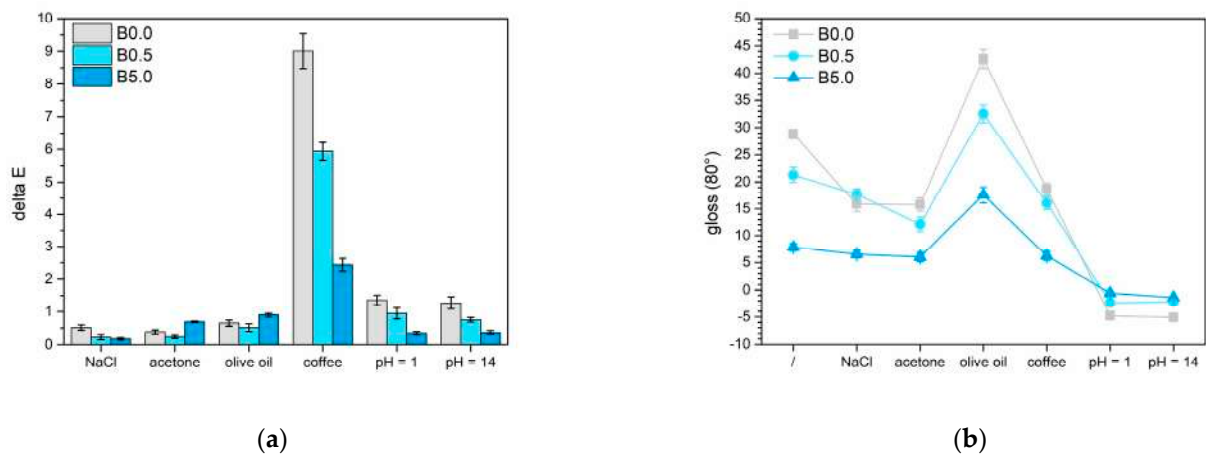 10
9
8
7
6
5
4
3
2
1
0
delta E
B0.0
B0.5
B5.0
NaCl acetone olive oil coffee pH = 1 pH = 14
(a)
50
45
40
35
30
25
20
15
10
5
0
-5
-10
gloss (80°)
B0.0
B0.5
B5.0
/ NaCl acetone olive oil coffee pH = 1 pH = 14
(b)